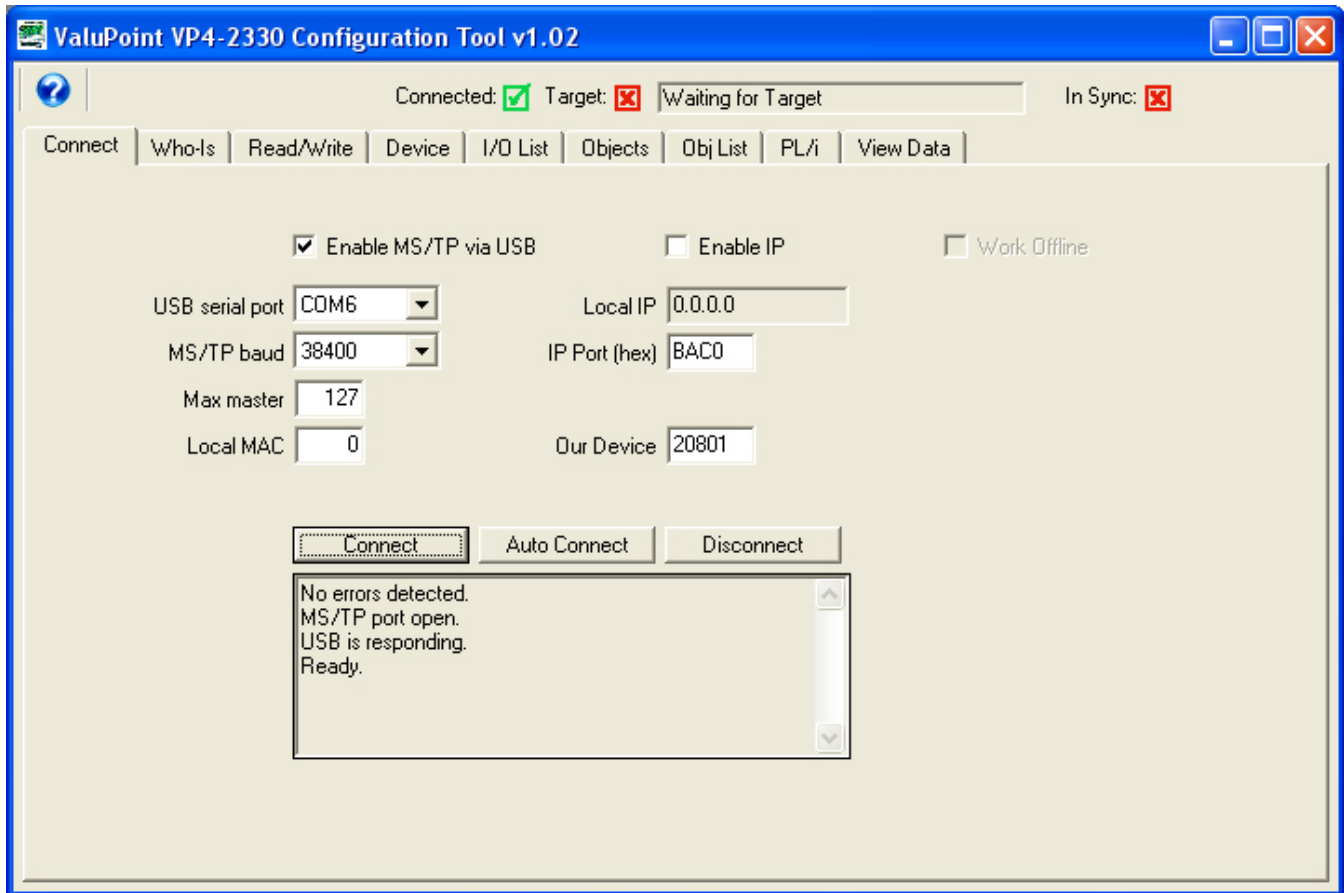 ValuPoint VP4-2330 Configuration Tool v1.02
Connected: Target: Waiting for Target In Sync:
Connect Who-Is Read/Write Device I/O List Objects Obj List PL/i View Data
Enable MS/TP via USB Enable IP Work Offline
USB serial port COM6 Local IP 0.0.0.0
MS/TP baud 38400 IP Port (hex) BAC0
Max master 127
Local MAC 0 Our Device 20801
Connect Auto Connect Disconnect
No errors detected.
MS/TP port open.
USB is responding.
Ready.